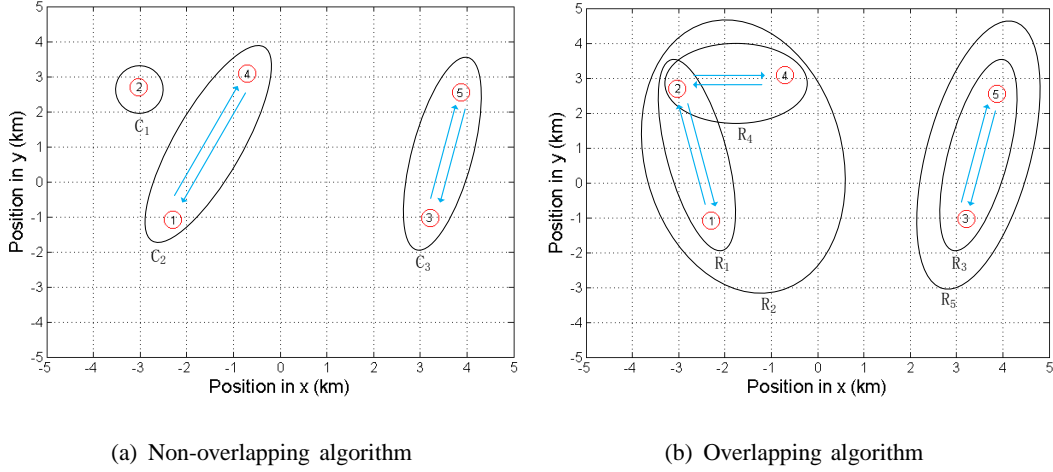 5
4
3
2
1
0
-1
-2
-3
-4
-5
-5 -4 -3 -2 -1 0 1 2 3 4 5
Position in y (km)
Position in x (km)
2
4
5
1
3
C1
C2
C3
(a) Non-overlapping algorithm
5
4
3
2
1
0
-1
-2
-3
-4
5
-5 -4 -3 -2 -1 0 1 2 3 4 5
Position in y (km)
Position in x (km)
2
4
5
1
3
R4
R1
R2
R3
R5
(b) Overlapping algorithm